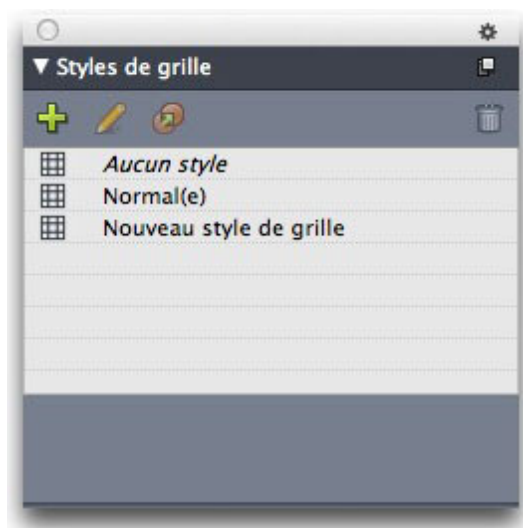 Styles de grille
Aucun style
Normal(e)
Nouveau style de grille